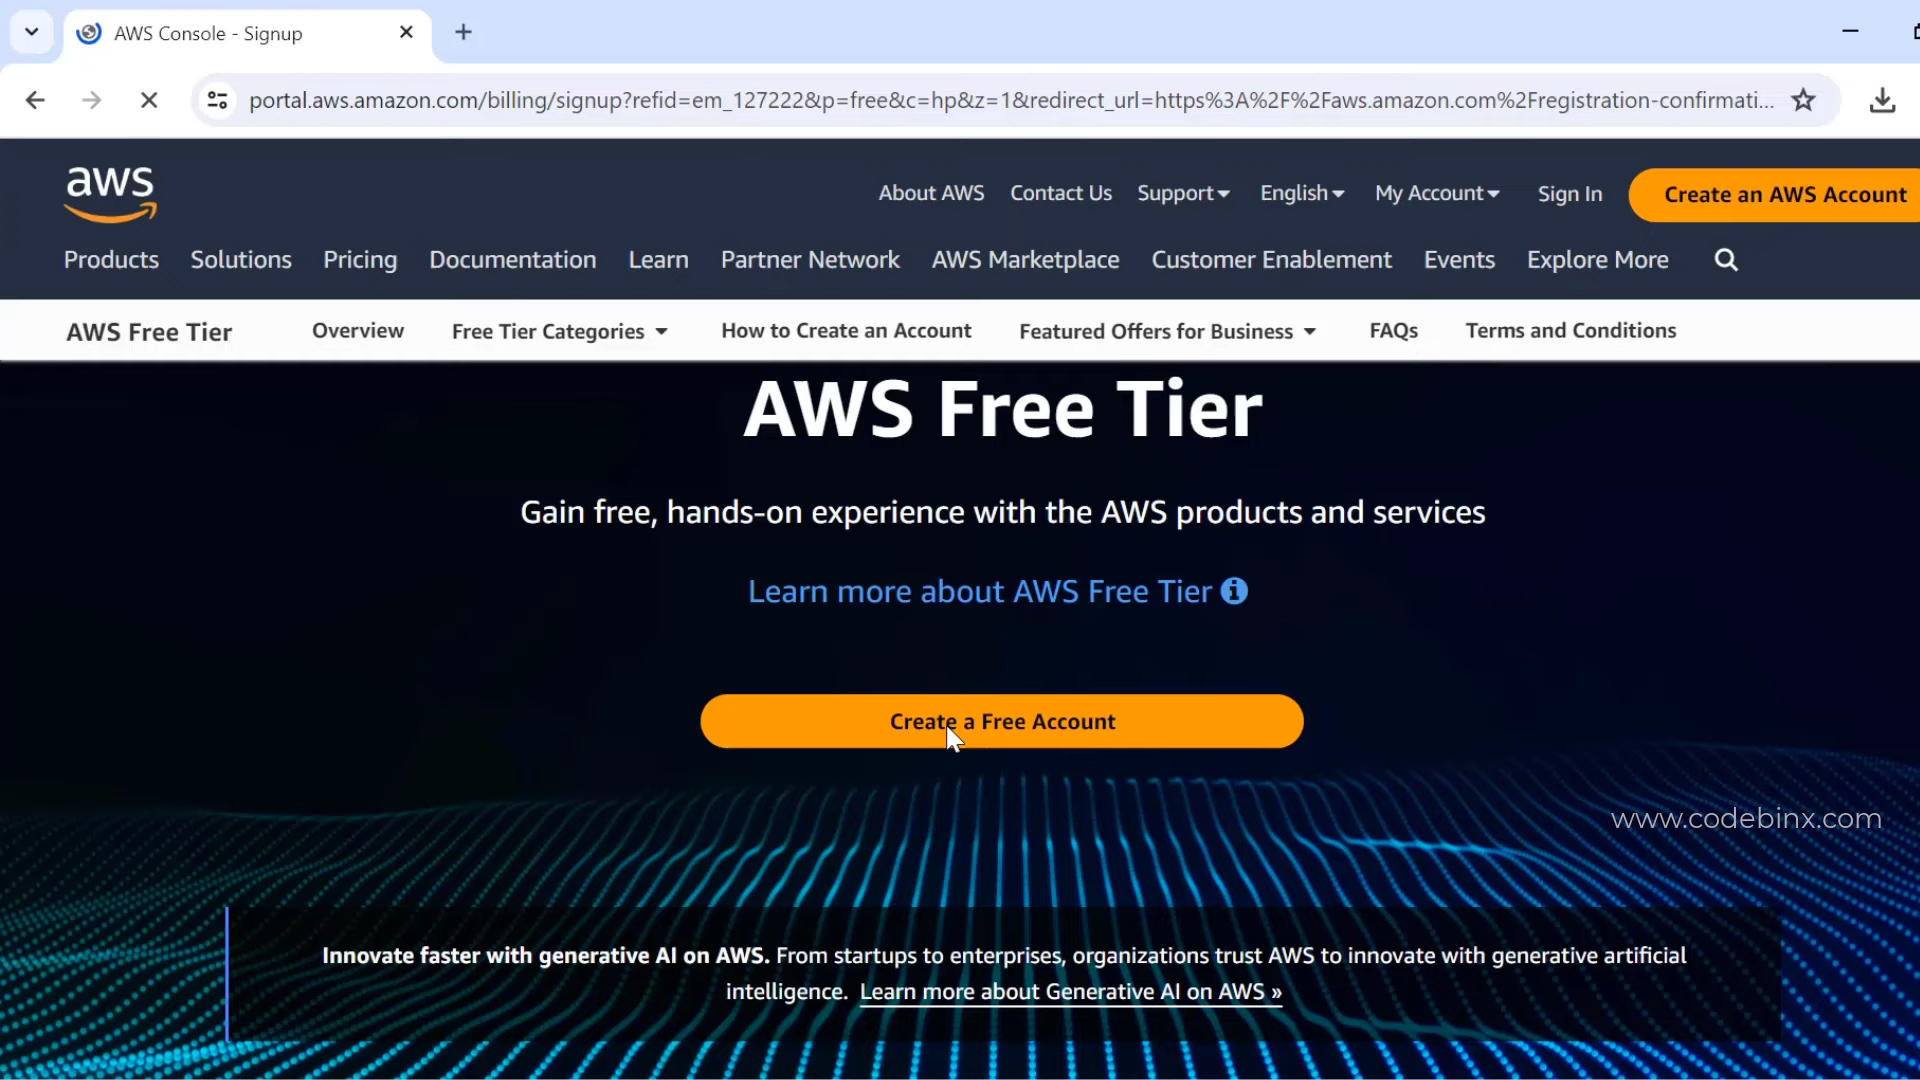 AWS Console - Signup
portal.aws.amazon.com/billing/signup?refid=em_127222&p=free&c=hp&z=1&redirect_url=https%3A%2F%2Faws.amazon.com%2Fregistration-confirmati...
aws
About AWS Contact Us Support English My Account Sign In Create an AWS Account
Products Solutions Pricing Documentation Learn Partner Network AWS Marketplace Customer Enablement Events Explore More
AWS Free Tier Overview Free Tier Categories How to Create an Account Featured Offers for Business FAQs Terms and Conditions
AWS Free Tier
Gain free, hands-on experience with the AWS products and services
Learn more about AWS Free Tier
Create a Free Account
www.codebinx.com
Innovate faster with generative AI on AWS. From startups to enterprises, organizations trust AWS to innovate with generative artificial
intelligence. Learn more about Generative AI on AWS »